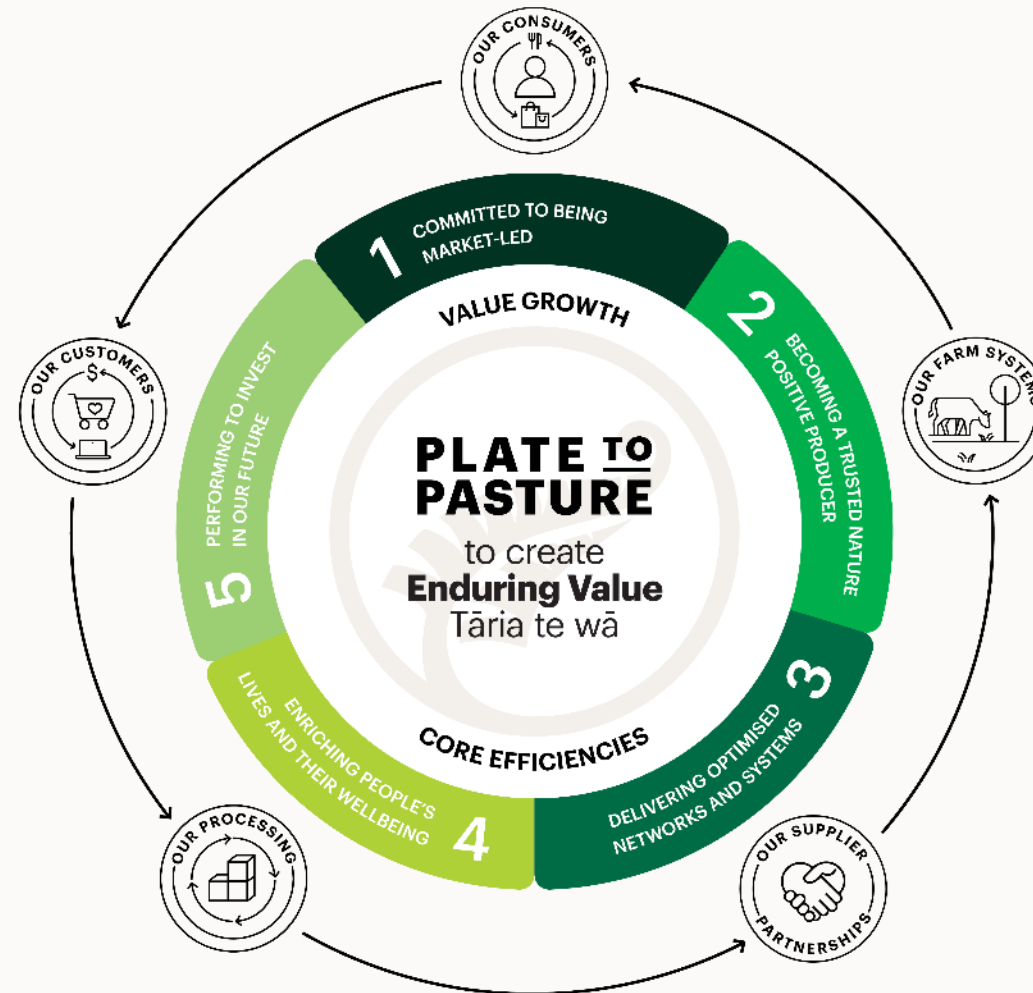 OUR CONSUMERS
1
COMMITTED TO BEING
MARKET-LED
2
BECOMING A TRUSTED NATURE
POSITIVE PRODUCER
OUR FARM SYSTEMS
3
DELIVERING OPTIMISED
NETWORKS AND SYSTEMS
OUR SUPPLIER
PARTNERSHIPS
4
ENRICHING PEOPLE'S
LIVES AND THEIR WELLBEING
OUR PROCESSING
5
PERFORMING TO INVEST
IN OUR FUTURE
OUR CUSTOMERS
$
VALUE GROWTH
PLATE TO
PASTURE
to create
Enduring Value
Tāria te wā
CORE EFFICIENCIES